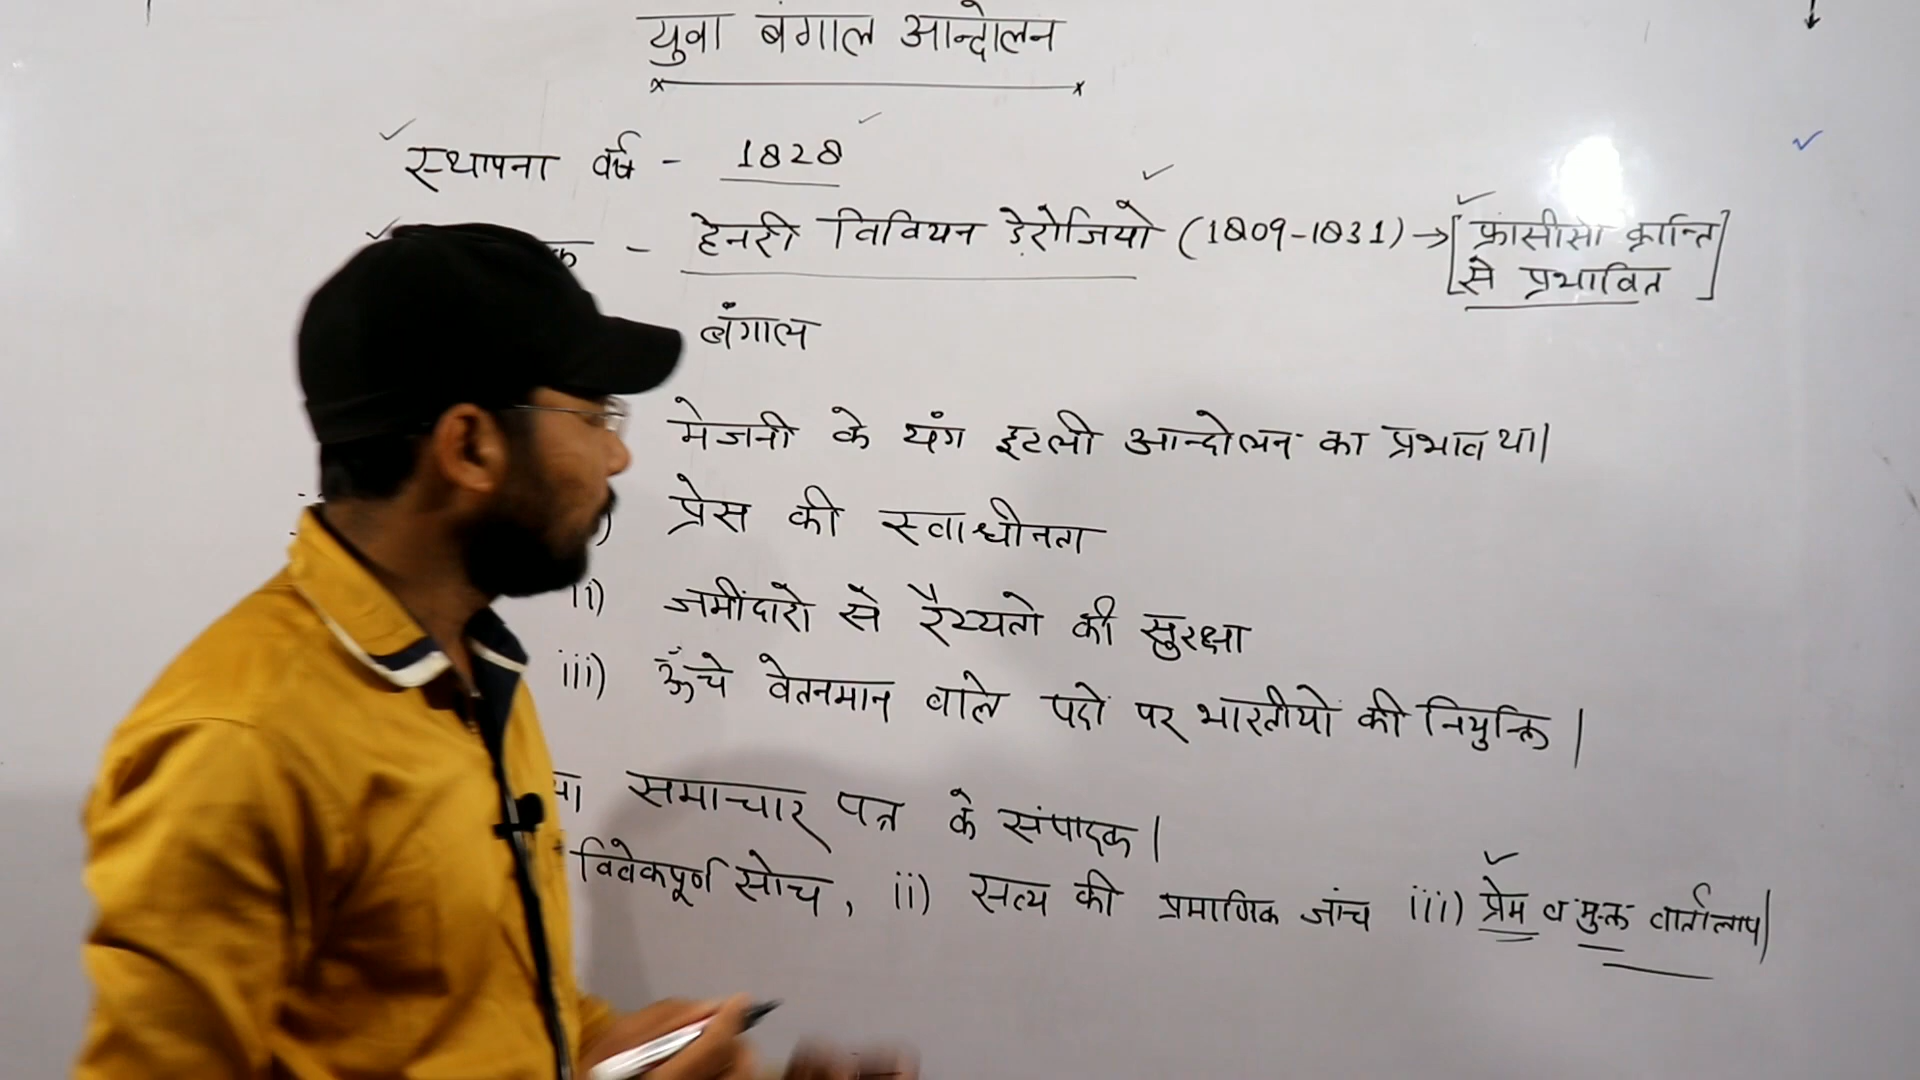 युवा बंगाल आन्दोलन
स्थापना वर्ष - 1828
क - हेनरी विवियन डेरोजियो (1809-1831) → [फ्रांसीसी क्रान्ति
से प्रभावित]
बंगाल
मेजनी के यंग इटली आन्दोलन का प्रभाव था।
प्रेस की स्वाधीनता
ii) जमींदारों से रैय्यतों की सुरक्षा
iii) ऊँचे वेतनमान वाले पदों पर भारतीयों की नियुक्ति।
समाचार पत्र के संपादक।
विवेकपूर्ण सोच, ii) सत्य की प्रमाणिक जांच iii) प्रेम व मुक्त वार्तालाप।